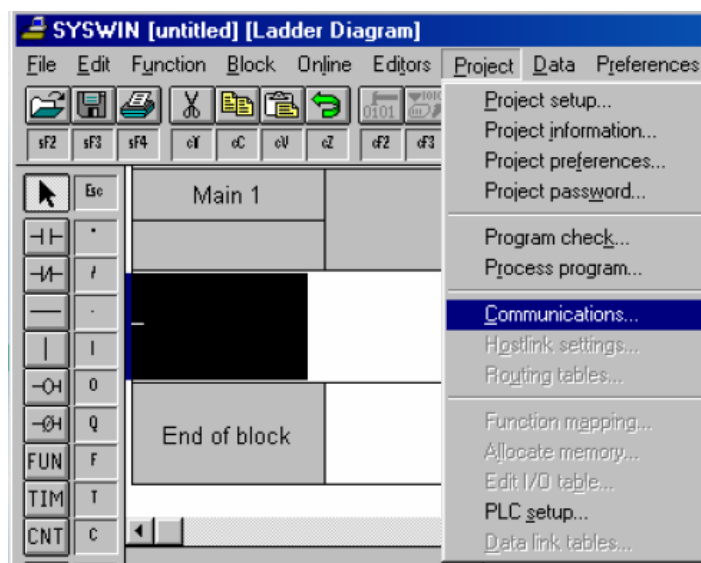 SYSWIN [untitled] [Ladder Diagram]
File Edit Function Block Online Editors Project Data Preferences
sF2 sF3 sF4 cX cC cV cZ cF2 cF3
Esc
Main 1
"
/
-
I
O
Q
FUN F
TIM T
CNT C
End of block
Project setup...
Project information...
Project preferences...
Project password...
Program check...
Process program...
Communications...
Hostlink settings...
Routing tables...
Function mapping...
Allocate memory...
Edit I/O table...
PLC setup...
Data link tables...